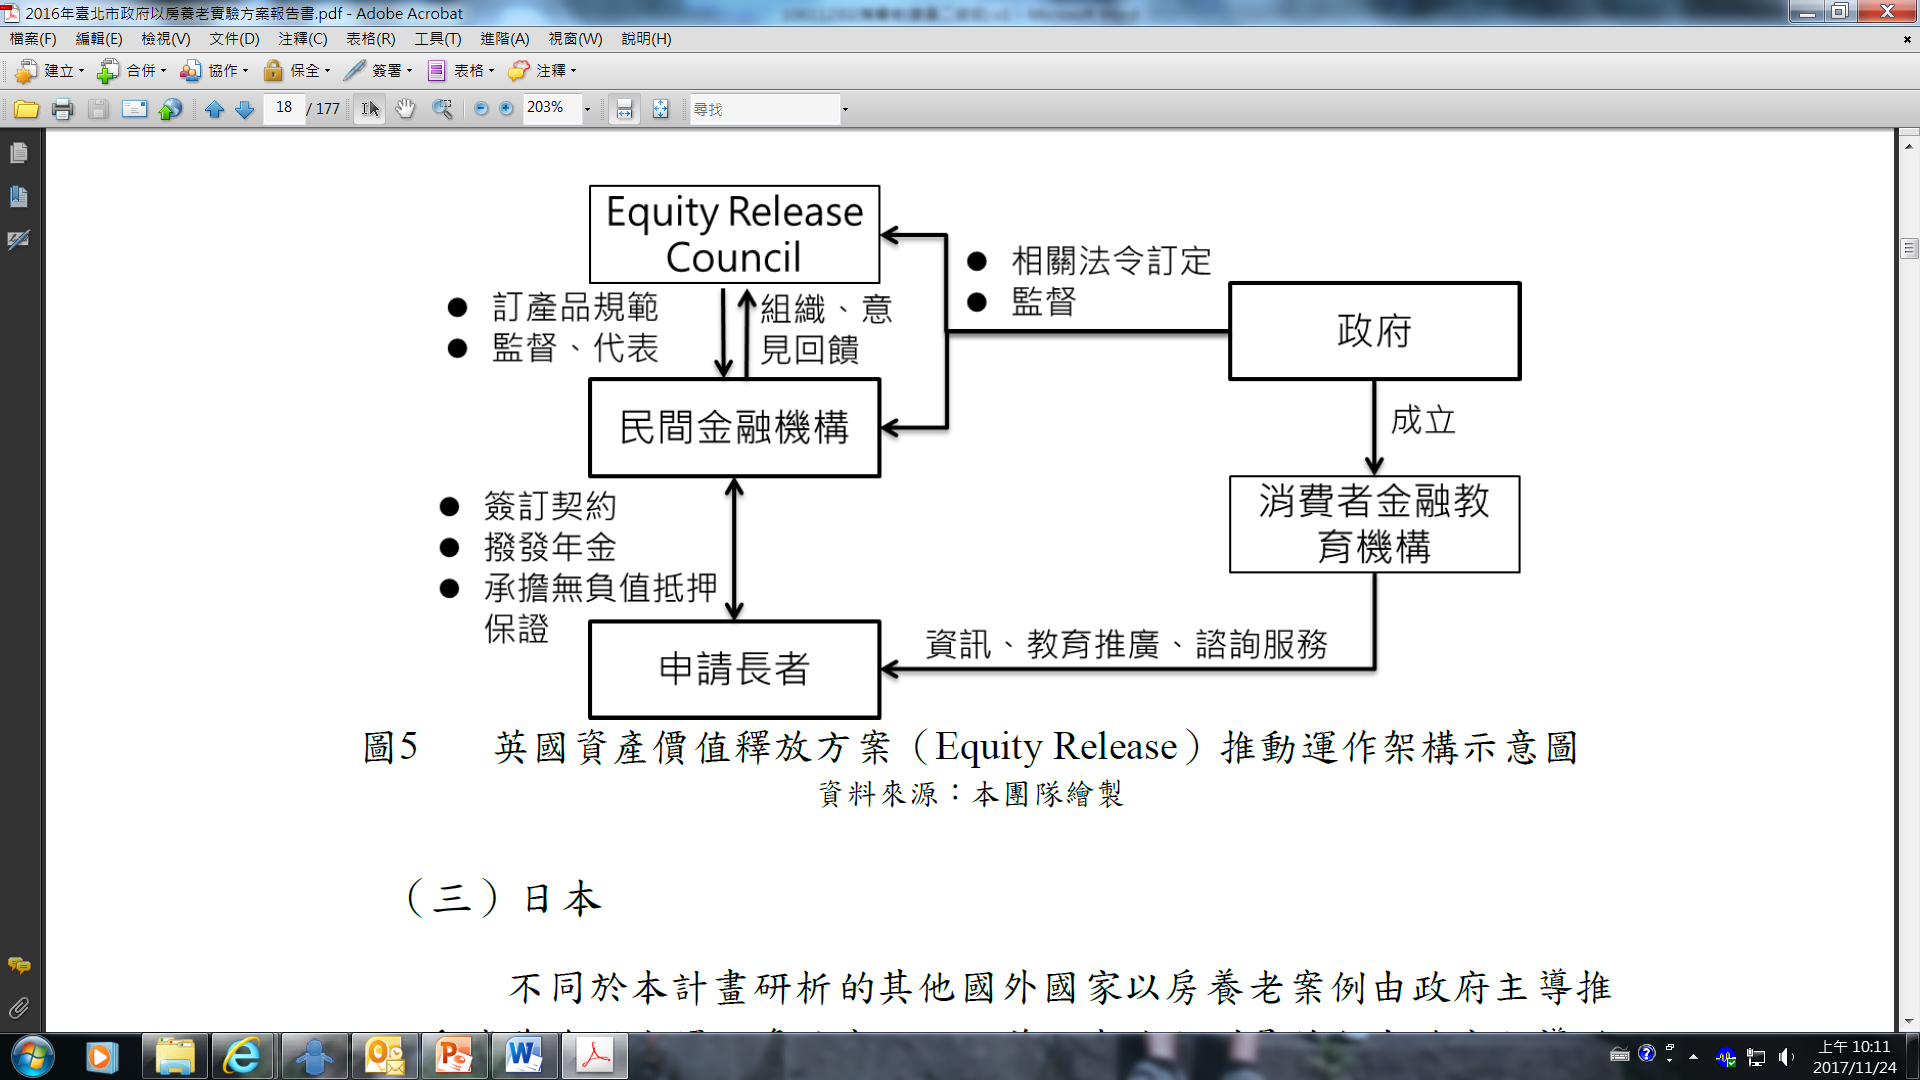 2016年臺北市政府以房養老實驗方案報告書.pdf - Adobe Acrobat
檔案(F) 編輯(E) 檢視(V) 文件(D) 注釋(C) 表格(R) 工具(T) 進階(A) 視窗(W) 說明(H)
建立 合併 協作 保全 簽署 表格 注釋
18 / 177 203% 尋找
Equity Release
Council
● 相關法令訂定
● 監督
● 訂產品規範
● 監督、代表
組織、意
見回饋
政府
民間金融機構
成立
● 簽訂契約
● 撥發年金
● 承擔無負值抵押
保證
消費者金融教
育機構
資訊、教育推廣、諮詢服務
申請長者
圖5 英國資產價值釋放方案（Equity Release）推動運作架構示意圖
資料來源：本團隊繪製
（三）日本
不同於本計畫研析的其他國外國家以房養老案例由政府主導推
上午 10:11
2017/11/24